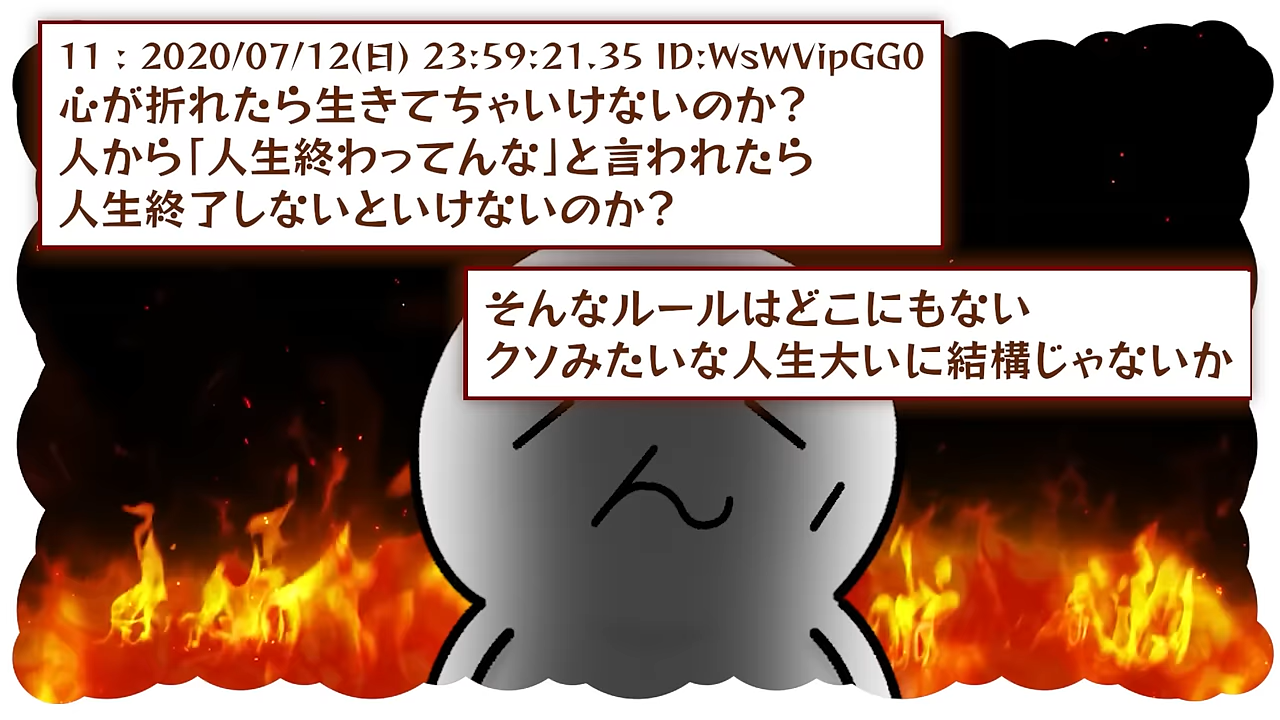 11 : 2020/07/12(日) 23:59:21.35 ID:WsWVipGG0
心が折れたら生きてちゃいけないのか?
人から「人生終わってんな」と言われたら
人生終了しないといけないのか?
そんなルールはどこにもない
クソみたいな人生大いに結構じゃないか
ん